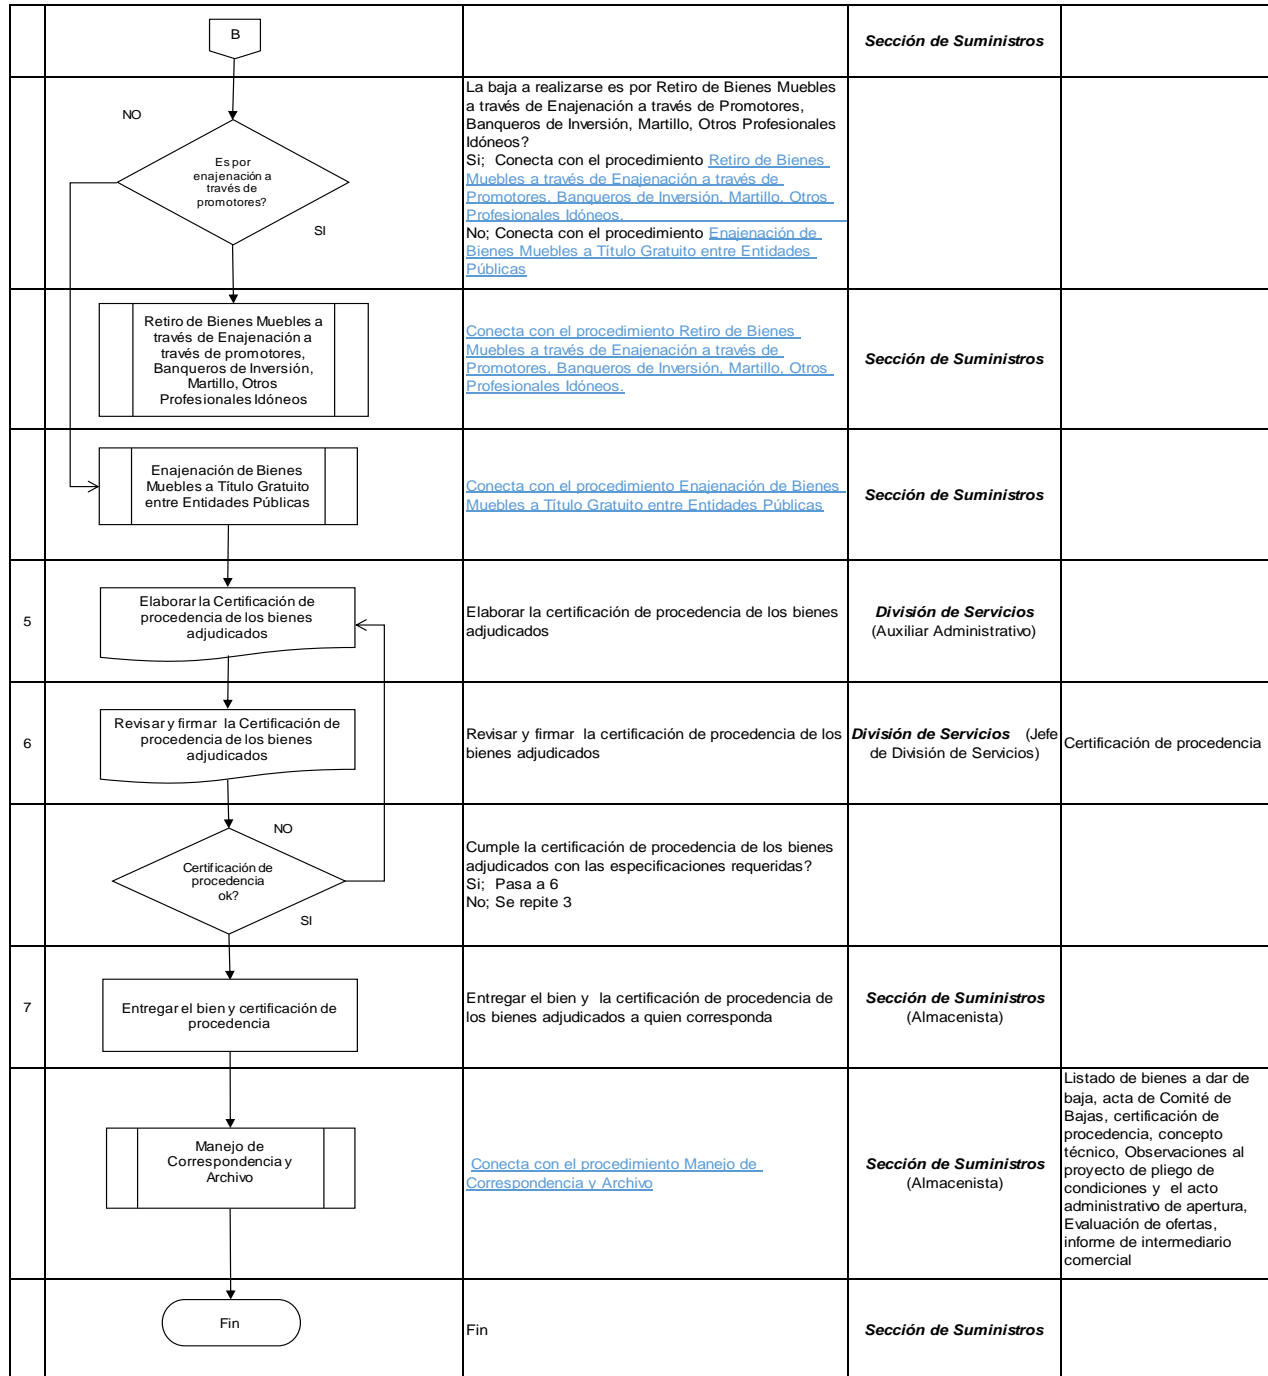 B
Sección de Suministros
NO
Es por
enajenación a
través de
promotores?
SI
La baja a realizarse es por Retiro de Bienes Muebles
a través de Enajenación a través de Promotores,
Banqueros de Inversión, Martillo, Otros Profesionales
Idóneos?
Si; Conecta con el procedimiento Retiro de Bienes
Muebles a través de Enajenación a través de
Promotores, Banqueros de Inversión, Martillo, Otros
Profesionales Idóneos.
No; Conecta con el procedimiento Enajenación de
Bienes Muebles a Título Gratuito entre Entidades
Públicas
Retiro de Bienes Muebles a
través de Enajenación a
través de promotores,
Banqueros de Inversión,
Martillo, Otros
Profesionales Idóneos
Conecta con el procedimiento Retiro de Bienes
Muebles a través de Enajenación a través de
Promotores, Banqueros de Inversión, Martillo, Otros
Profesionales Idóneos.
Sección de Suministros
Enajenación de Bienes
Muebles a Título Gratuito
entre Entidades Públicas
Conecta con el procedimiento Enajenación de Bienes
Muebles a Título Gratuito entre Entidades Públicas
Sección de Suministros
5
Elaborar la Certificación de
procedencia de los bienes
adjudicados
Elaborar la certificación de procedencia de los bienes
adjudicados
División de Servicios
(Auxiliar Administrativo)
6
Revisar y firmar la Certificación de
procedencia de los bienes
adjudicados
Revisar y firmar la certificación de procedencia de los
bienes adjudicados
División de Servicios (Jefe
de División de Servicios)
Certificación de procedencia
NO
Certificación de
procedencia
ok?
SI
Cumple la certificación de procedencia de los bienes
adjudicados con las especificaciones requeridas?
Si; Pasa a 6
No; Se repite 3
7
Entregar el bien y certificación de
procedencia
Entregar el bien y la certificación de procedencia de
los bienes adjudicados a quien corresponda
Sección de Suministros
(Almacenista)
Manejo de
Correspondencia y
Archivo
Conecta con el procedimiento Manejo de
Correspondencia y Archivo
Sección de Suministros
(Almacenista)
Listado de bienes a dar de
baja, acta de Comité de
Bajas, certificación de
procedencia, concepto
técnico, Observaciones al
proyecto de pliego de
condiciones y el acto
administrativo de apertura,
Evaluación de ofertas,
informe de intermediario
comercial
Fin
Fin
Sección de Suministros